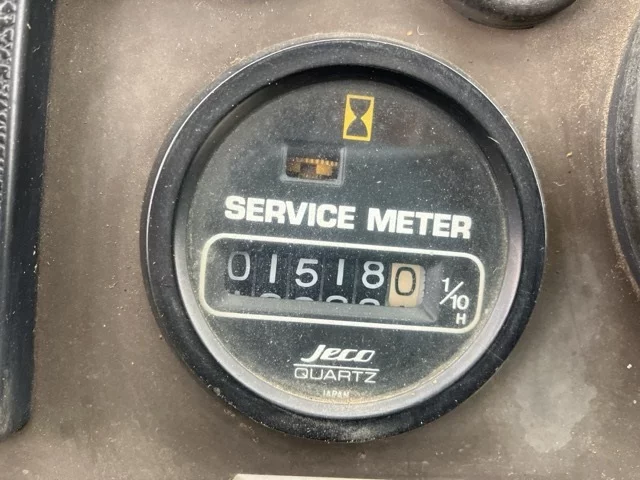 SERVICE METER
015180 1/10 H
Jeco
QUARTZ
JAPAN